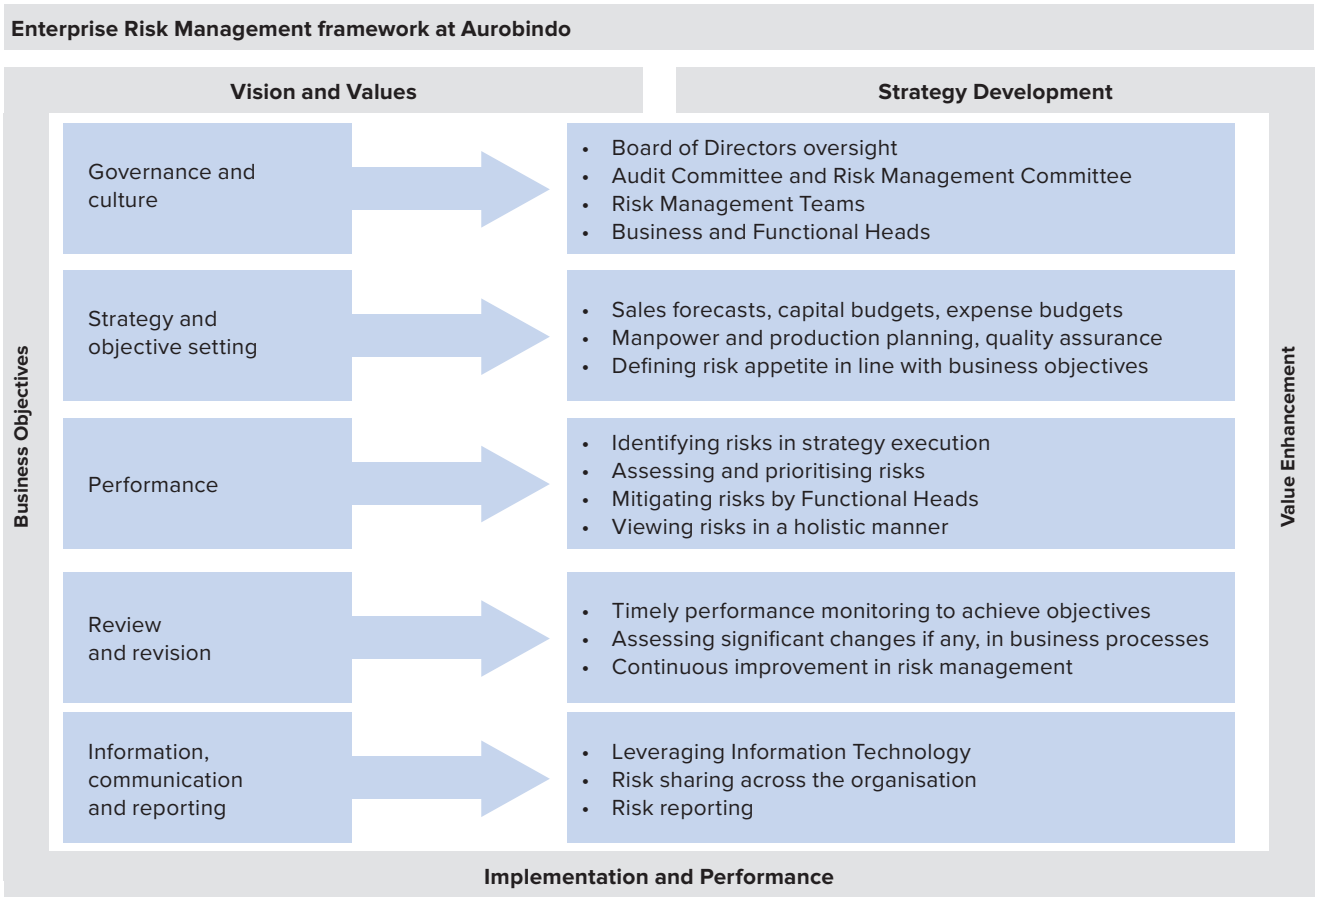 Enterprise Risk Management framework at Aurobindo
Vision and Values
Strategy Development
Business Objectives
Governance and
culture
• Board of Directors oversight
• Audit Committee and Risk Management Committee
• Risk Management Teams
• Business and Functional Heads
Strategy and
objective setting
• Sales forecasts, capital budgets, expense budgets
• Manpower and production planning, quality assurance
• Defining risk appetite in line with business objectives
Performance
• Identifying risks in strategy execution
• Assessing and prioritising risks
• Mitigating risks by Functional Heads
• Viewing risks in a holistic manner
Review
and revision
• Timely performance monitoring to achieve objectives
• Assessing significant changes if any, in business processes
• Continuous improvement in risk management
Information,
communication
and reporting
• Leveraging Information Technology
• Risk sharing across the organisation
• Risk reporting
Value Enhancement
Implementation and Performance